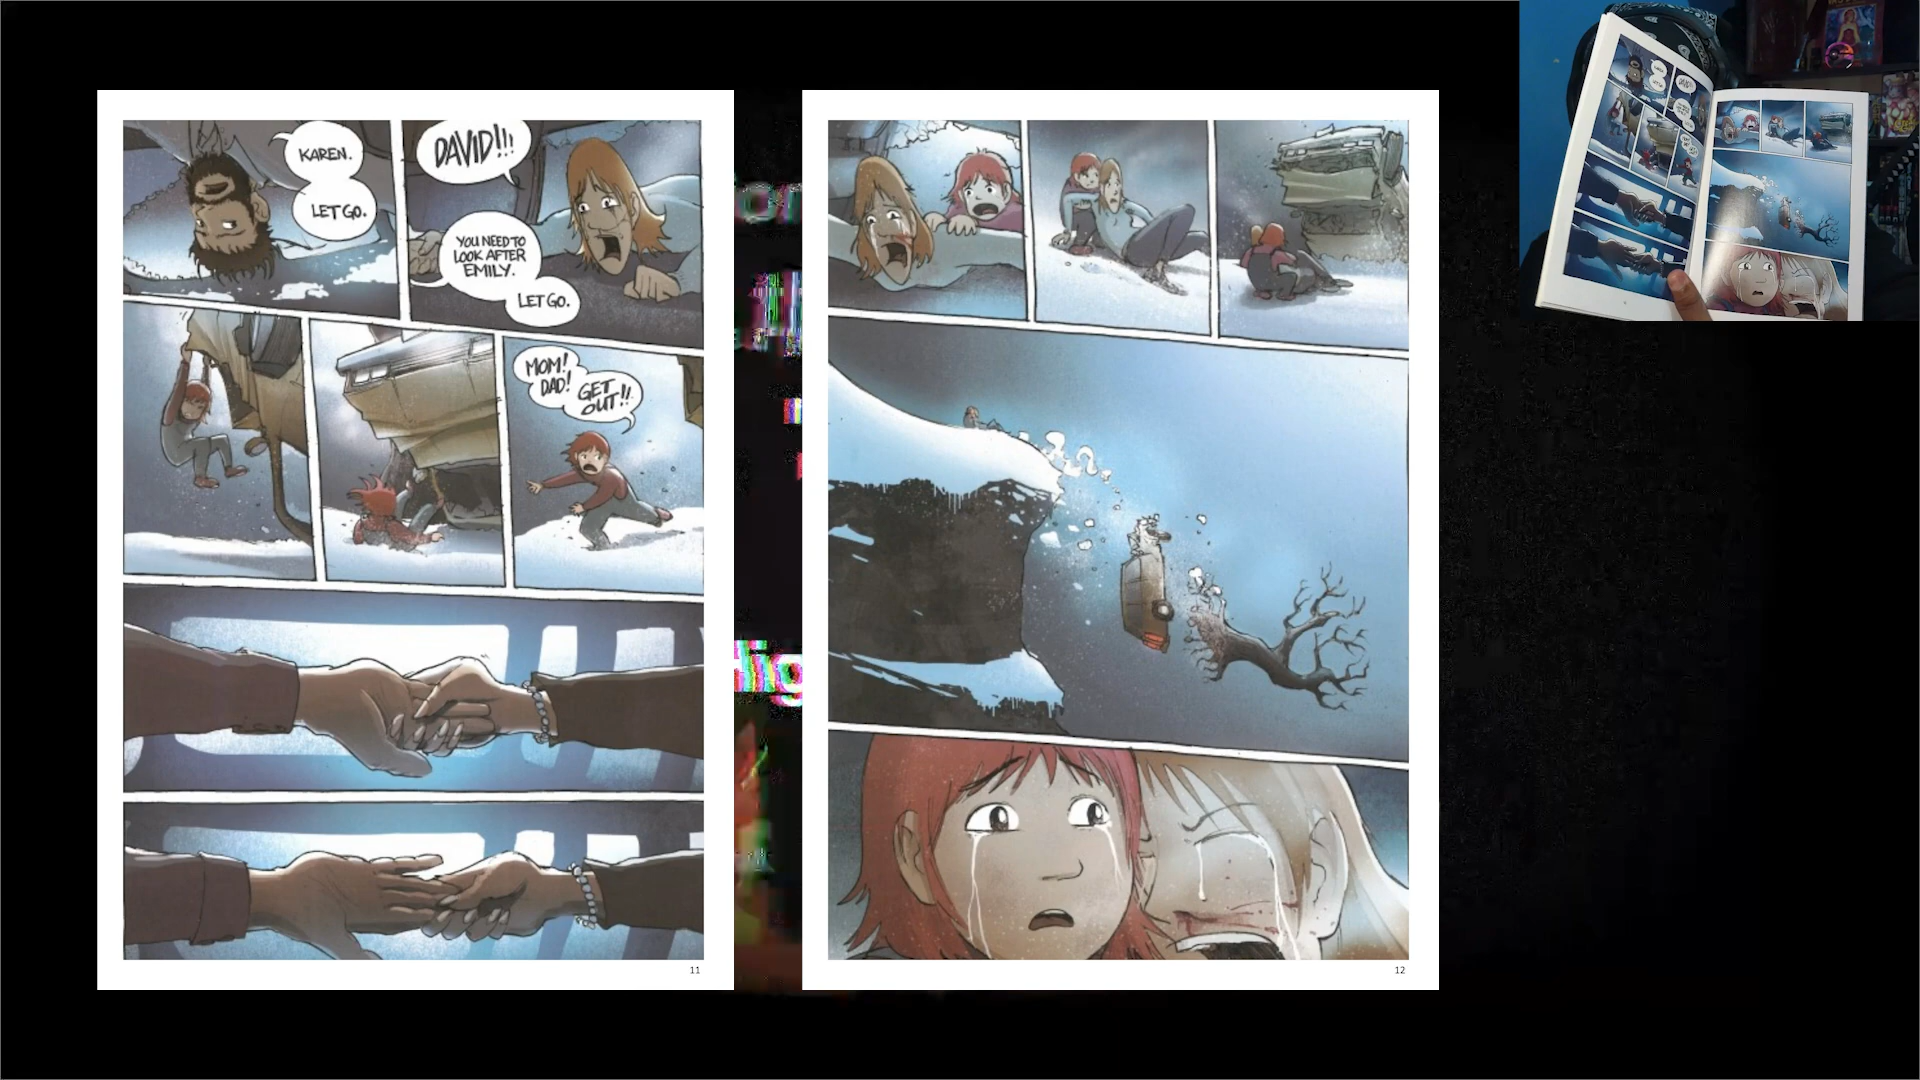 KAREN.
LET GO.
DAVID!!!
YOU NEED TO
LOOK AFTER
EMILY.
LET GO.
MOM!
DAD!
GET
OUT!!
11
12